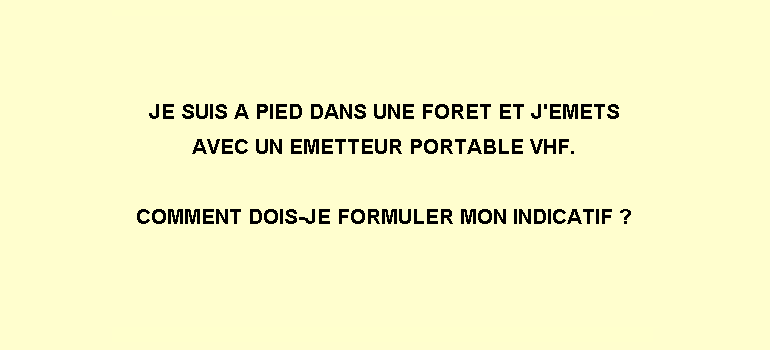 JE SUIS A PIED DANS UNE FORET ET J'EMETS
AVEC UN EMETTEUR PORTABLE VHF.
COMMENT DOIS-JE FORMULER MON INDICATIF ?